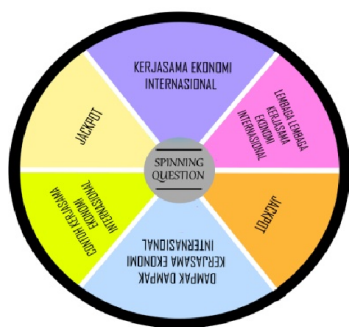 KERJASAMA EKONOMI
INTERNASIONAL
LEMBAGA LEMBAGA
KERJASAMA
EKONOMI
INTERNASIONAL
JACKPOT
DAMPAK DAMPAK
KERJASAMA EKONOMI
INTERNASIONAL
CONTOH KERJASAMA
EKONOMI
INTERNASIONAL
JACKPOT
SPINNING
QUESTION